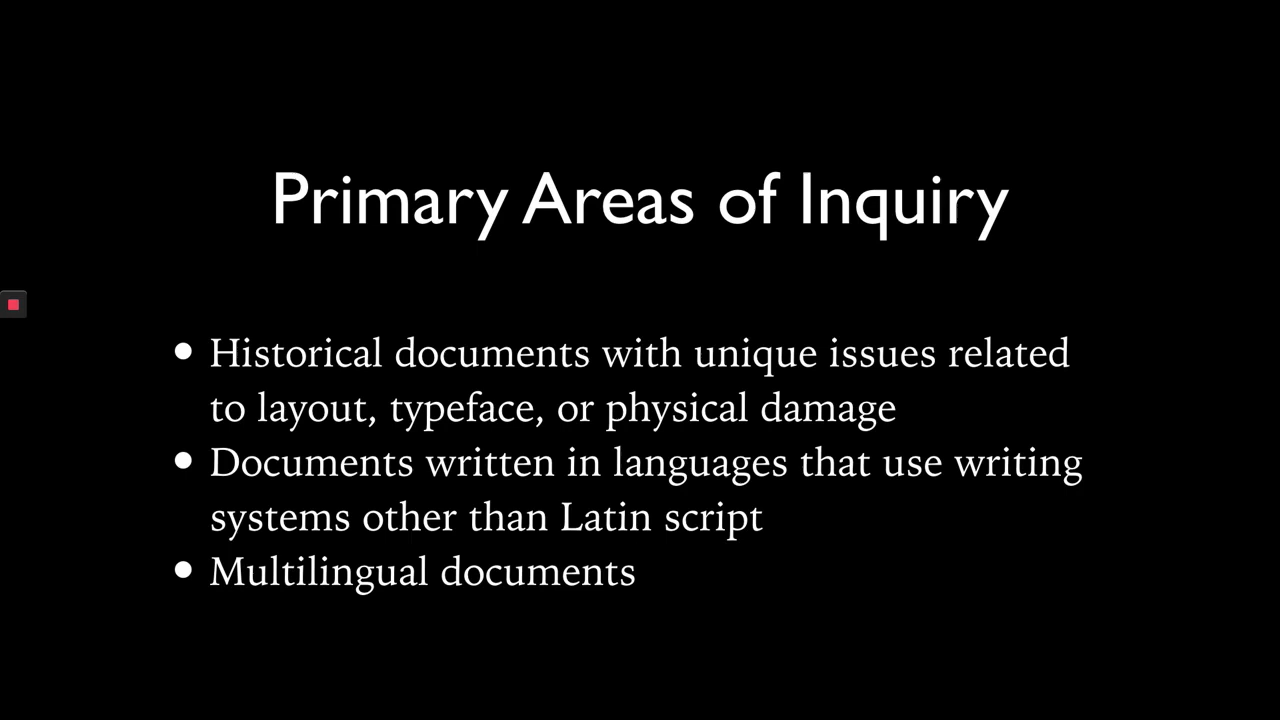 Primary Areas of Inquiry
• Historical documents with unique issues related
to layout, typeface, or physical damage
• Documents written in languages that use writing
systems other than Latin script
• Multilingual documents